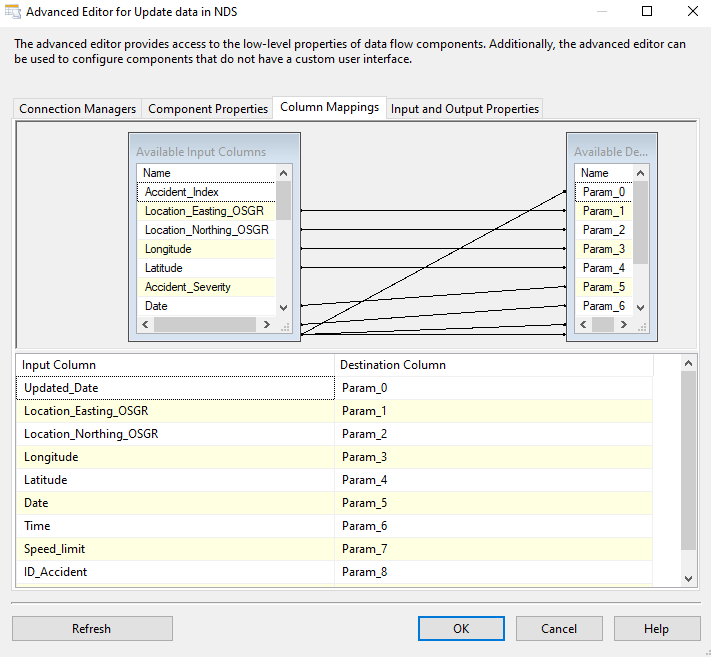 Advanced Editor for Update data in NDS
The advanced editor provides access to the low-level properties of data flow components. Additionally, the advanced editor can
be used to configure components that do not have a custom user interface.
Connection Managers Component Properties Column Mappings Input and Output Properties
Available Input Columns
Name
Accident_Index
Location_Easting_OSGR
Location_Northing_OSGR
Longitude
Latitude
Accident_Severity
Date
Available De...
Name
Param_0
Param_1
Param_2
Param_3
Param_4
Param_5
Param_6
Input Column Destination Column
Updated_Date Param_0
Location_Easting_OSGR Param_1
Location_Northing_OSGR Param_2
Longitude Param_3
Latitude Param_4
Date Param_5
Time Param_6
Speed_limit Param_7
ID_Accident Param_8
Refresh OK Cancel Help